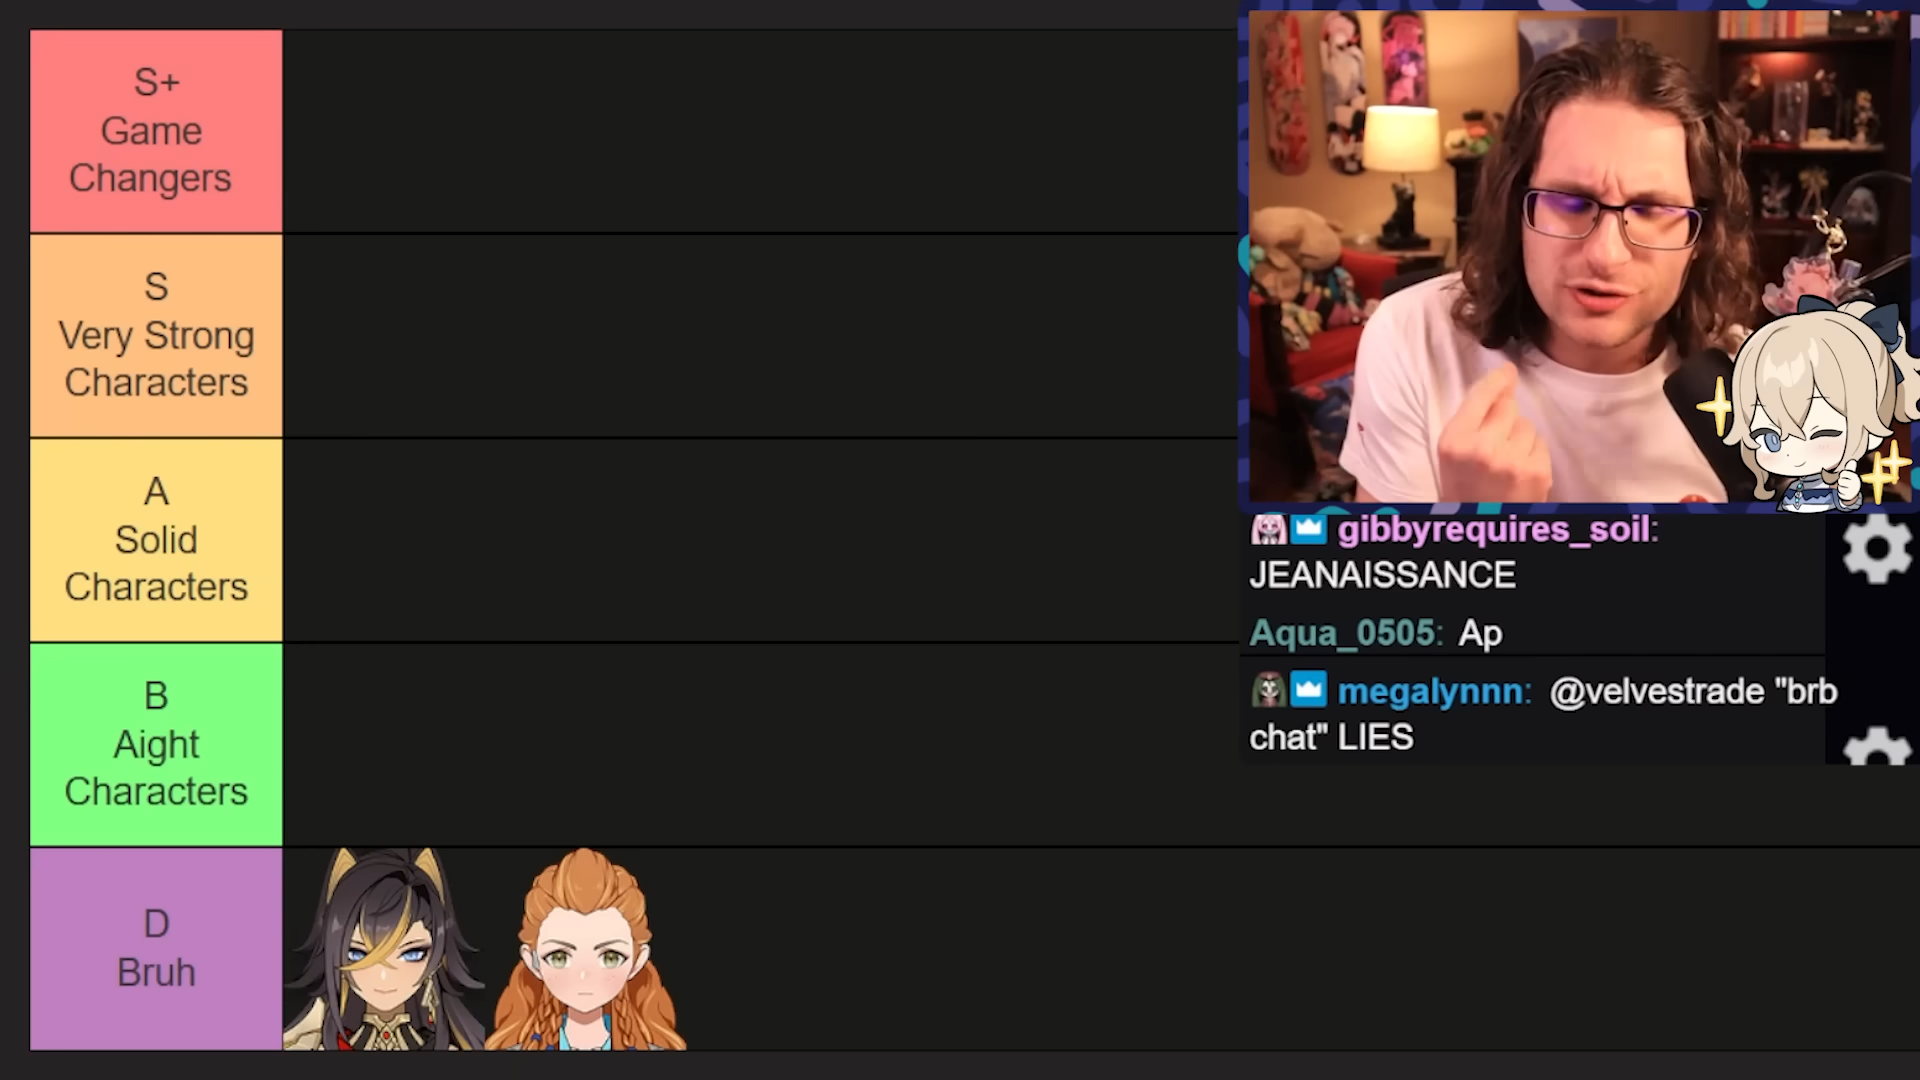 S+
Game
Changers
S
Very Strong
Characters
A
Solid
Characters
B
Aight
Characters
D
Bruh
gibbyrequires_soil:
JEANAISSANCE
Aqua_0505: Ap
megalynnn: @velvestrade "brb
chat" LIES